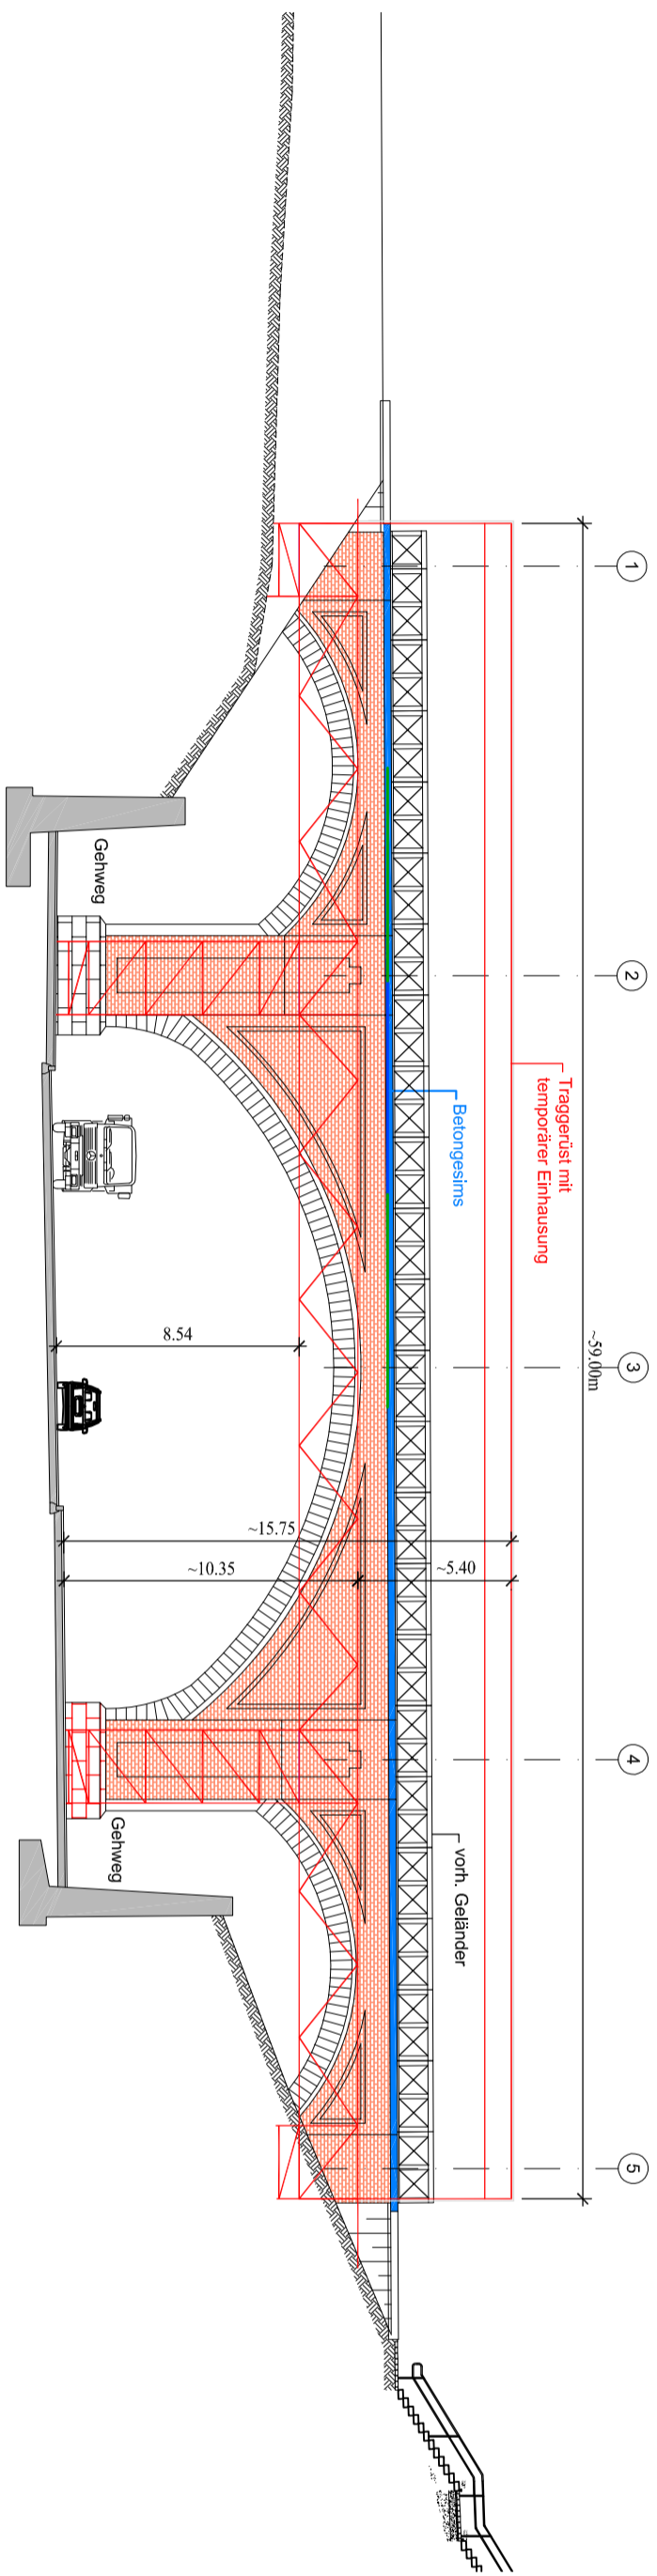 1
2
3
4
5
~59.00m
Traggerüst mit
temporärer Einhausung
Betongesims
vorh. Geländer
8.54
~15.75
~10.35
~5.40
Gehweg
Gehweg